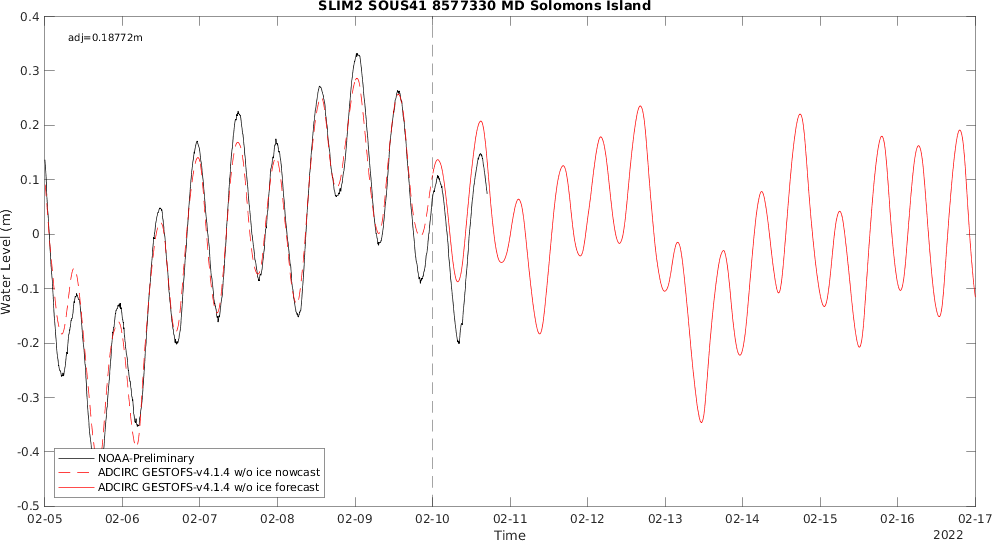 SLIM2 SOUS41 8577330 MD Solomons Island
adj=0.18772m
0.4
0.3
0.2
0.1
0
-0.1
-0.2
-0.3
-0.4
-0.5
Water Level (m)
NOAA-Preliminary
ADCIRC GESTOFS-v4.1.4 w/o ice nowcast
ADCIRC GESTOFS-v4.1.4 w/o ice forecast
02-05 02-06 02-07 02-08 02-09 02-10 02-11 02-12 02-13 02-14 02-15 02-16 02-17
Time
2022